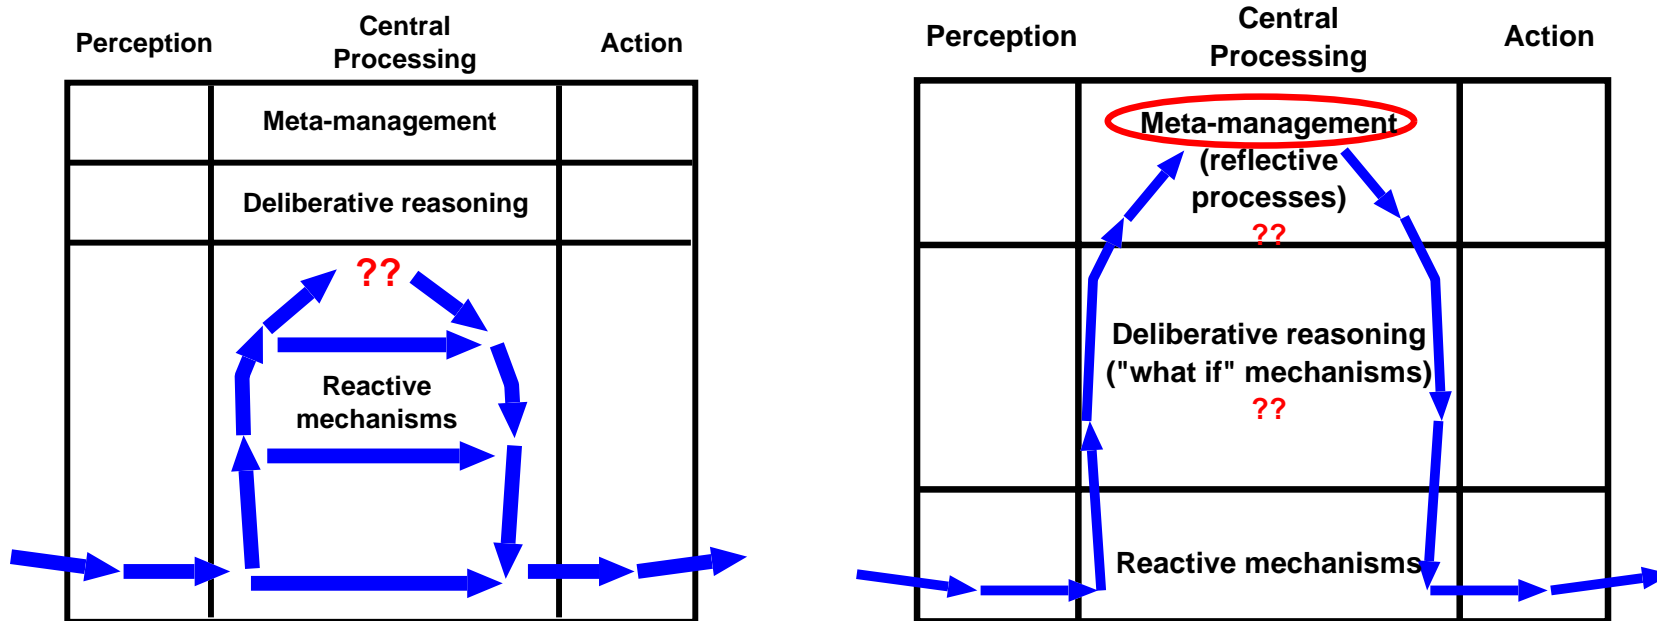 Perception
Central
Processing
Action
Meta-management
Deliberative reasoning
??
Reactive
mechanisms
Perception
Central
Processing
Action
Meta-management
(reflective
processes)
??
Deliberative reasoning
("what if" mechanisms)
??
Reactive mechanisms